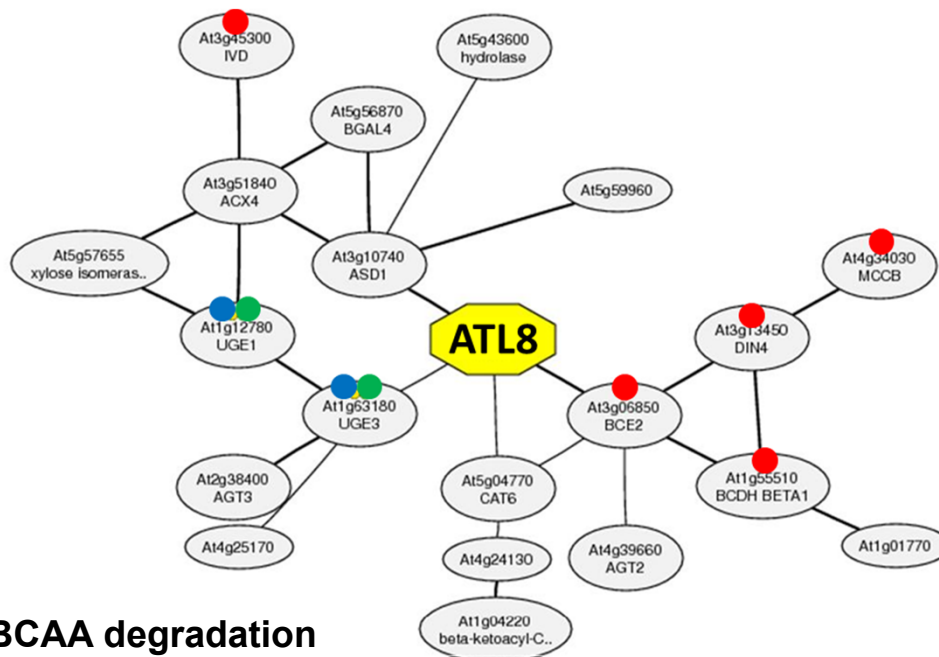 At3g45300
IVD
At5g43600
hydrolase
At5g56870
BGAL4
At3g51840
ACX4
At5g59960
At5g57655
xylose isomeras..
At3g10740
ASD1
At4g34030
MCCB
At1g12780
UGE1
ATL8
At3g13450
DIN4
At1g63180
UGE3
At3g06850
BCE2
At2g38400
AGT3
At5g04770
CAT6
At1g55510
BCDH BETA1
At4g25170
At4g24130
At4g39660
AGT2
At1g01770
At1g04220
beta-ketoacyl-C..
BCAA degradation